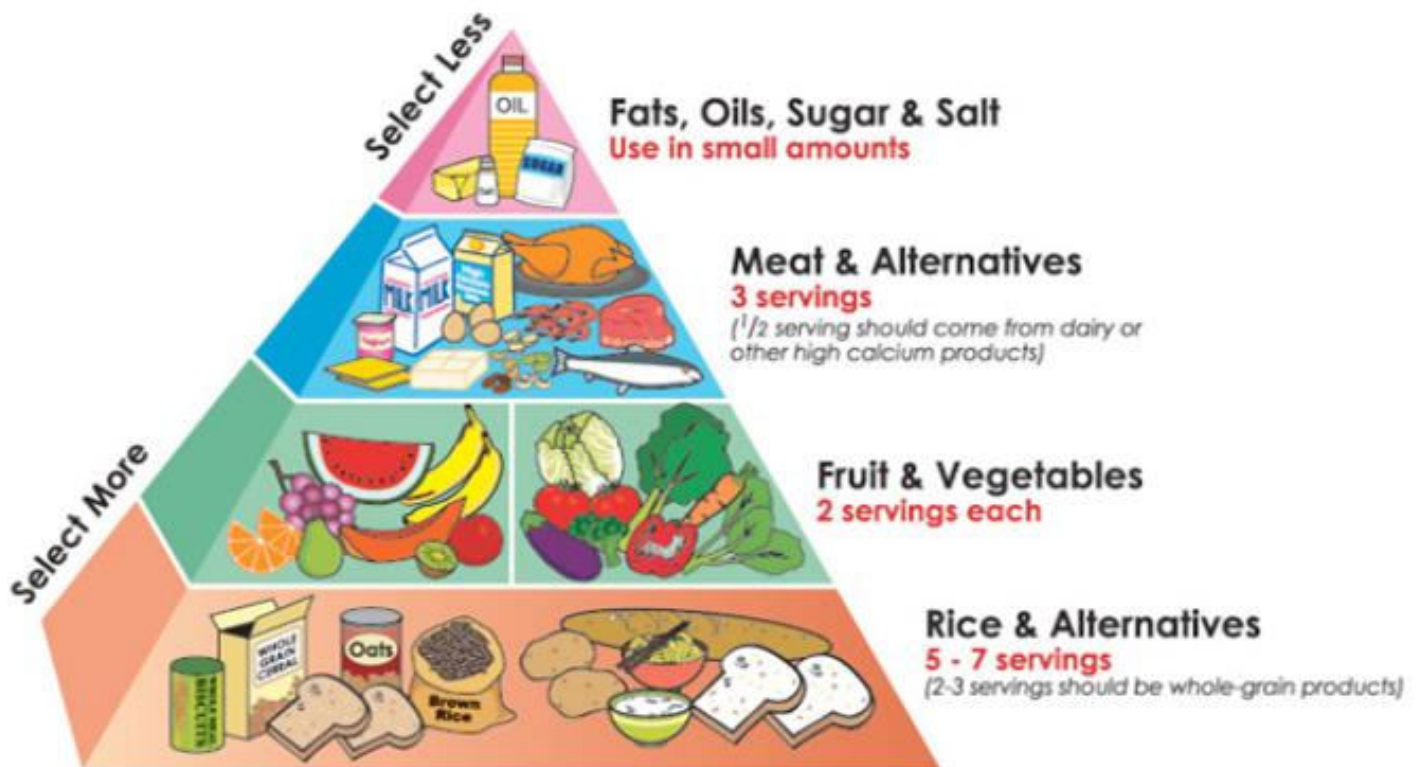 Select Less
OIL
SUGAR
Fats, Oils, Sugar & Salt
Use in small amounts
MILK
MILK
Meat & Alternatives
3 servings
(1/2 serving should come from dairy or
other high calcium products)
Select More
Fruit & Vegetables
2 servings each
WHOLE
GRAIN
CEREAL
Oats
BISCUITS
Brown
Rice
Rice & Alternatives
5 - 7 servings
(2-3 servings should be whole-grain products)